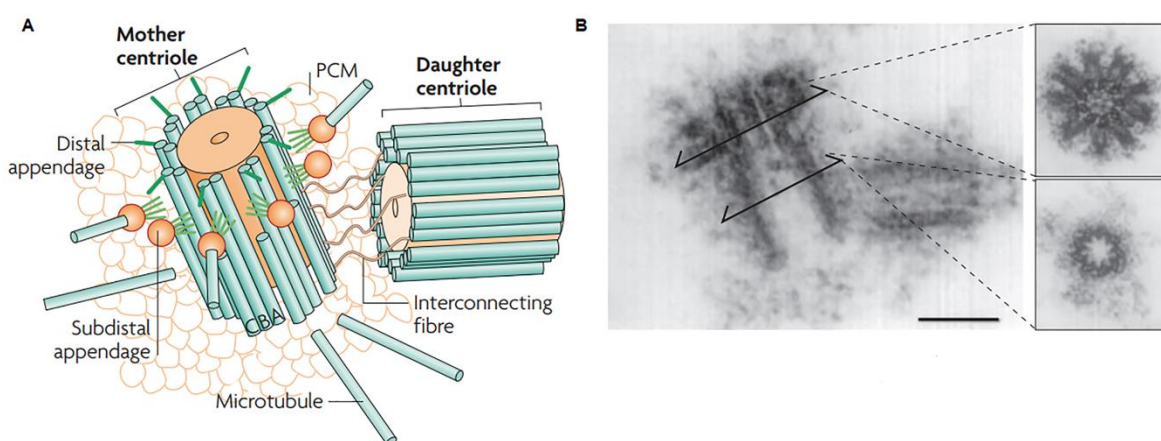 A
Mother
centriole
PCM
Daughter
centriole
Distal
appendage
CBA
Subdistal
appendage
Interconnecting
fibre
Microtubule
B